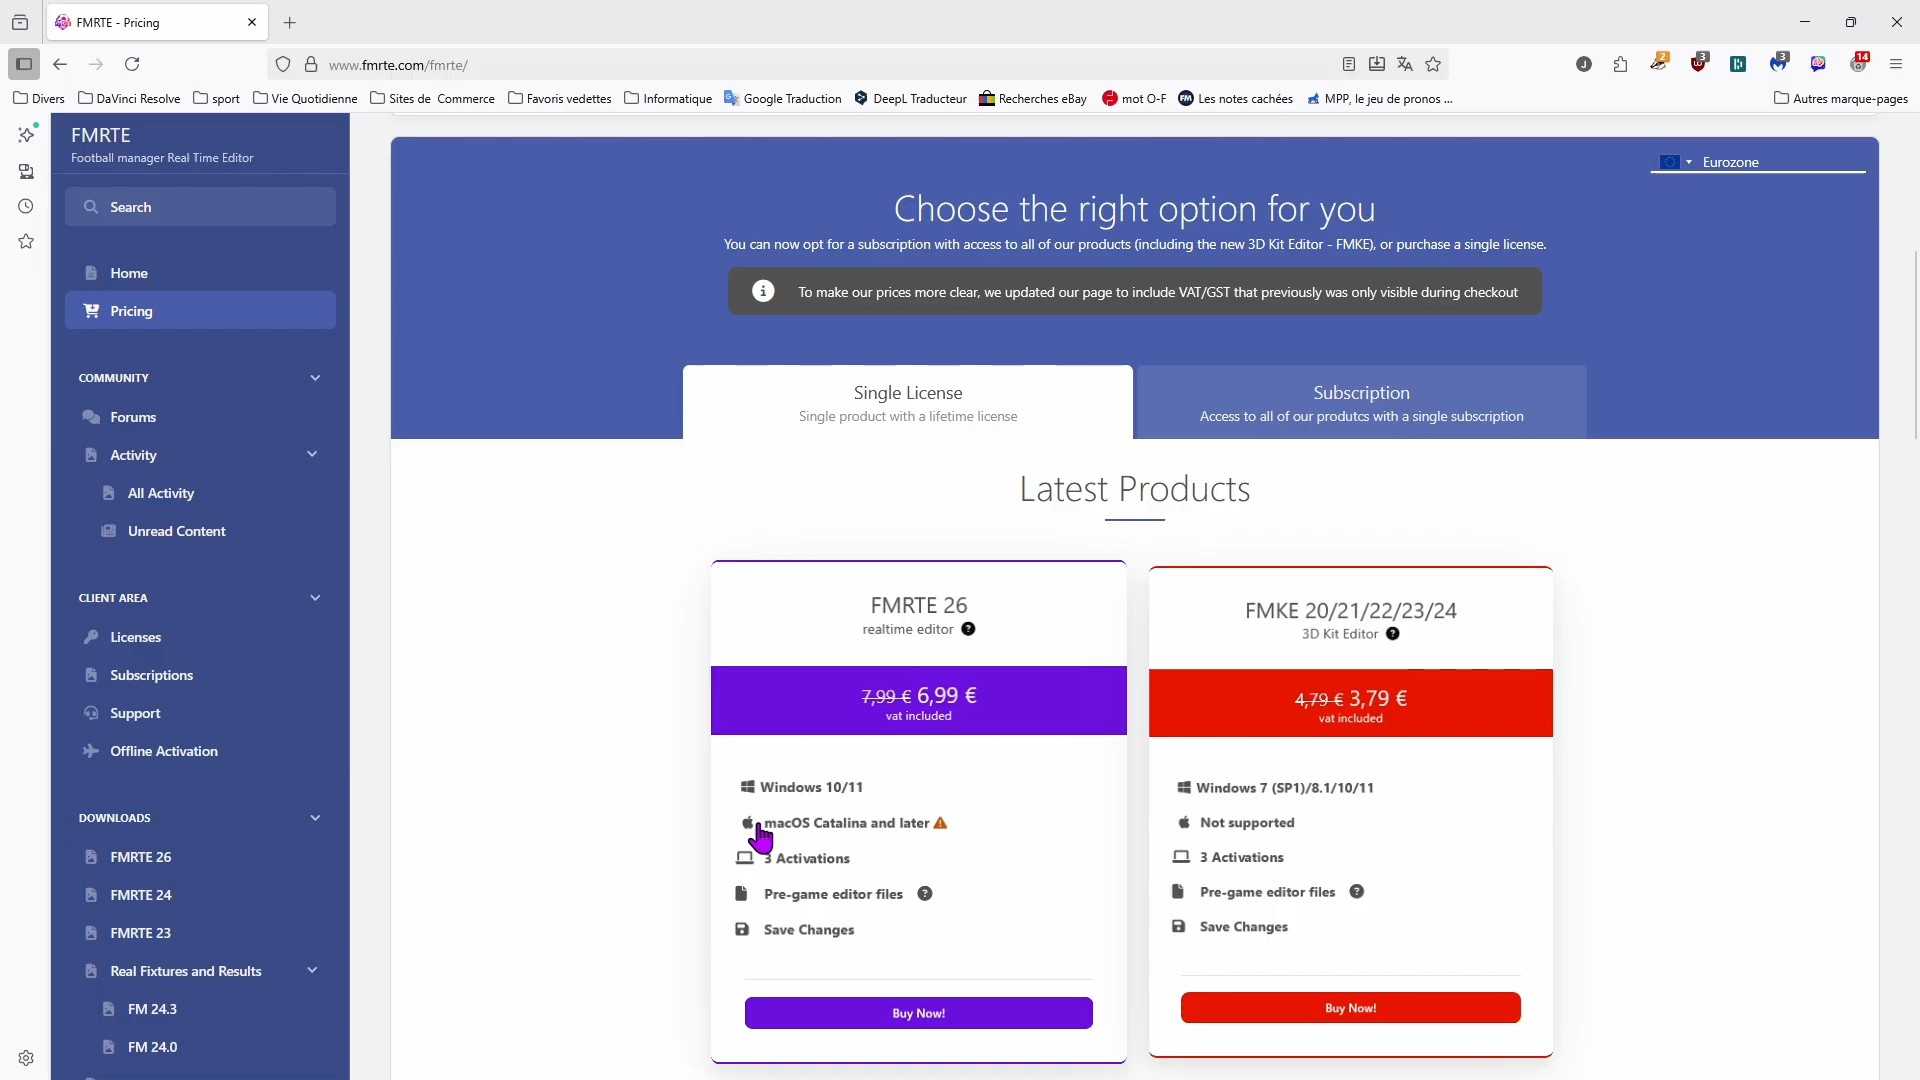 FMRTE - Pricing
www.fmrte.com/fmrte/
J
2
3
3
14
Divers
DaVinci Resolve
sport
Vie Quotidienne
Sites de Commerce
Favoris vedettes
Informatique
Google Traduction
DeepL Traducteur
Recherches eBay
mot O-F
FM
Les notes cachées
MPP, le jeu de pronos ...
Autres marque-pages
FMRTE
Football manager Real Time Editor
Search
Home
Pricing
COMMUNITY
Forums
Activity
All Activity
Unread Content
CLIENT AREA
Licenses
Subscriptions
Support
Offline Activation
DOWNLOADS
FMRTE 26
FMRTE 24
FMRTE 23
Real Fixtures and Results
FM 24.3
FM 24.0
Eurozone
Choose the right option for you
You can now opt for a subscription with access to all of our products (including the new 3D Kit Editor - FMKE), or purchase a single license.
To make our prices more clear, we updated our page to include VAT/GST that previously was only visible during checkout
Single License
Single product with a lifetime license
Subscription
Access to all of our produtcs with a single subscription
Latest Products
FMRTE 26
realtime editor ?
7,99 € 6,99 €
vat included
Windows 10/11
macOS Catalina and later
3 Activations
Pre-game editor files ?
Save Changes
Buy Now!
FMKE 20/21/22/23/24
3D Kit Editor ?
4,79 € 3,79 €
vat included
Windows 7 (SP1)/8.1/10/11
Not supported
3 Activations
Pre-game editor files ?
Save Changes
Buy Now!